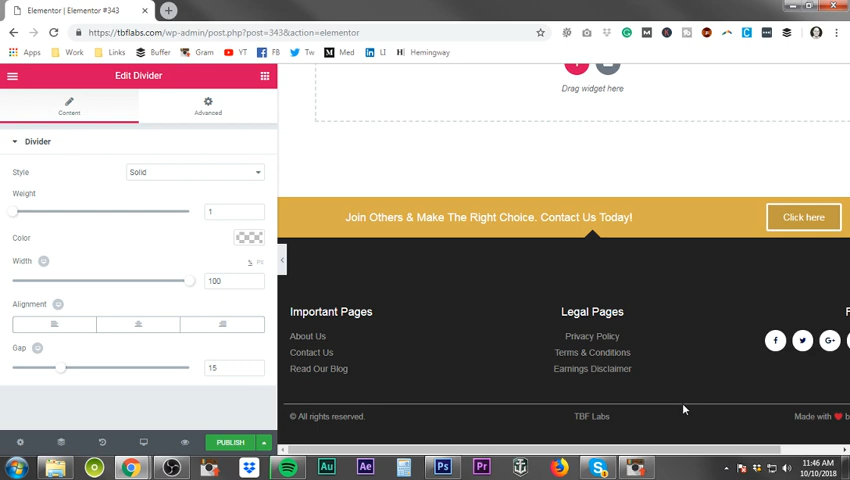 Elementor | Elementor #343
https://tbflabs.com/wp-admin/post.php?post=343&action=elementor
Apps Work Links Buffer Gram YT FB Tw Med LI Hemingway
Edit Divider
Content Advanced
Divider
Style Solid
Weight
1
Color
Width % PX
100
Alignment
Gap
15
PUBLISH
Drag widget here
Join Others & Make The Right Choice. Contact Us Today! Click here
Important Pages Legal Pages F
About Us Privacy Policy
Contact Us Terms & Conditions
Read Our Blog Earnings Disclaimer
© All rights reserved. TBF Labs Made with ❤ b
11:46 AM
10/10/2018